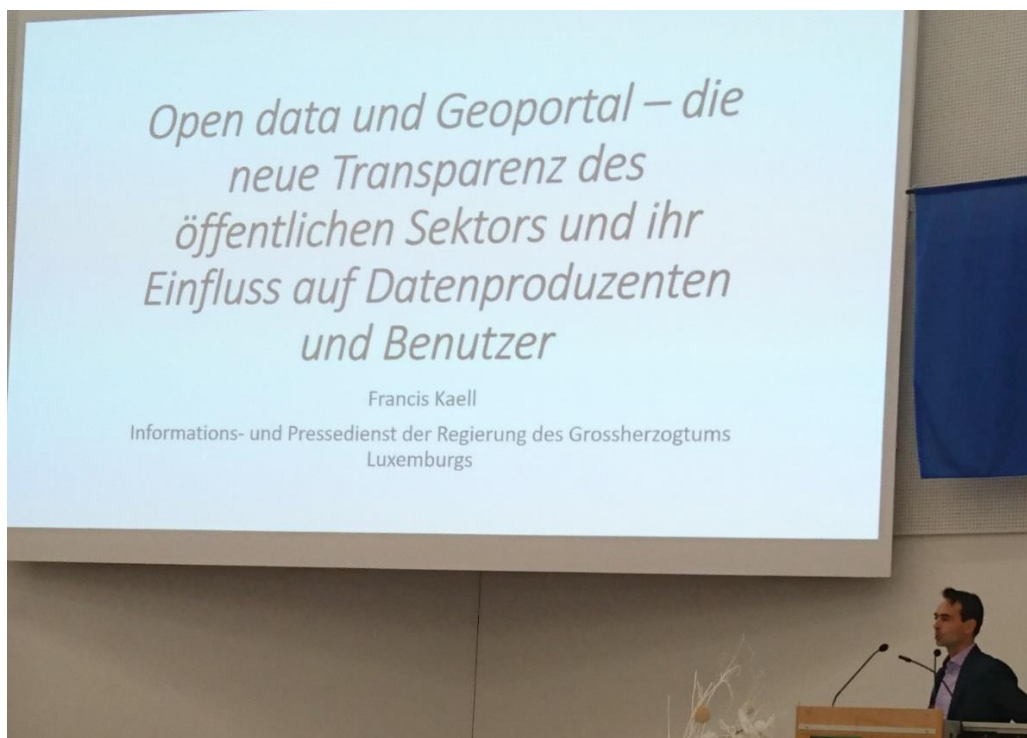 Open data und Geoportal – die
neue Transparenz des
öffentlichen Sektors und ihr
Einfluss auf Datenproduzenten
und Benutzer
Francis Kaell
Informations- und Pressedienst der Regierung des Grossherzogtums
Luxemburgs